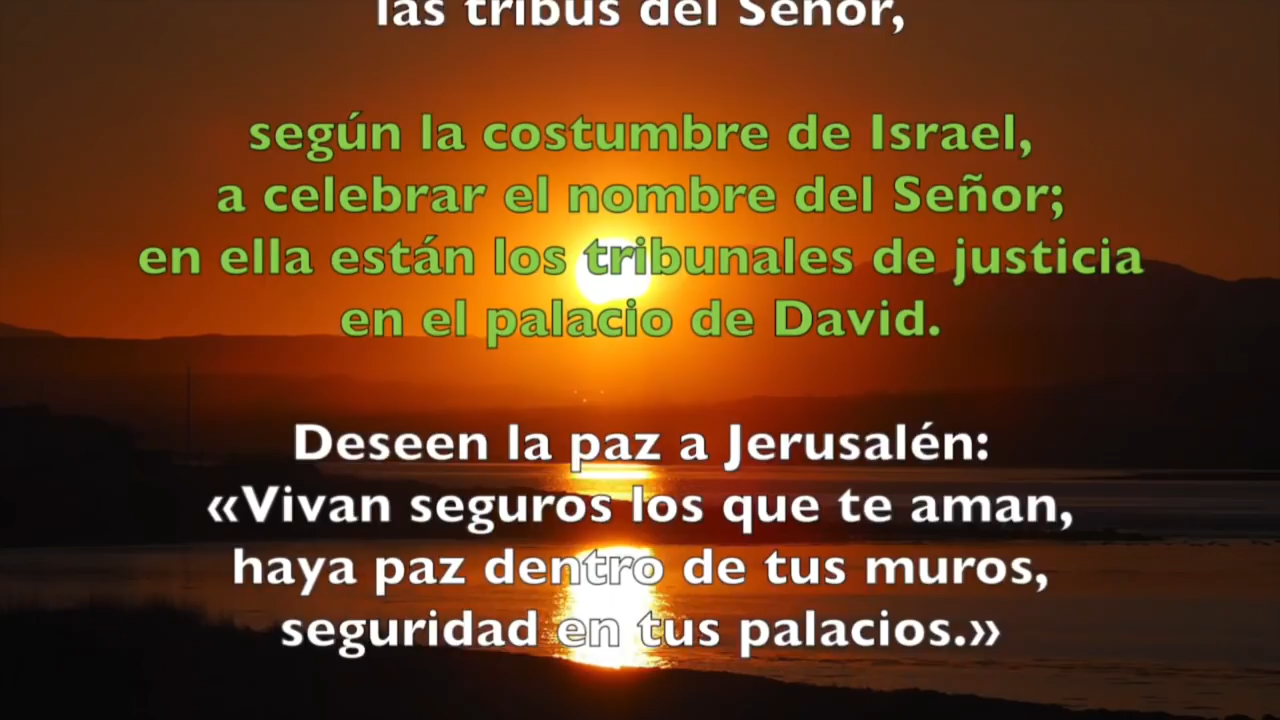 las tribus del Señor,
según la costumbre de Israel,
a celebrar el nombre del Señor;
en ella están los tribunales de justicia
en el palacio de David.
Deseen la paz a Jerusalén:
«Vivan seguros los que te aman,
haya paz dentro de tus muros,
seguridad en tus palacios.»